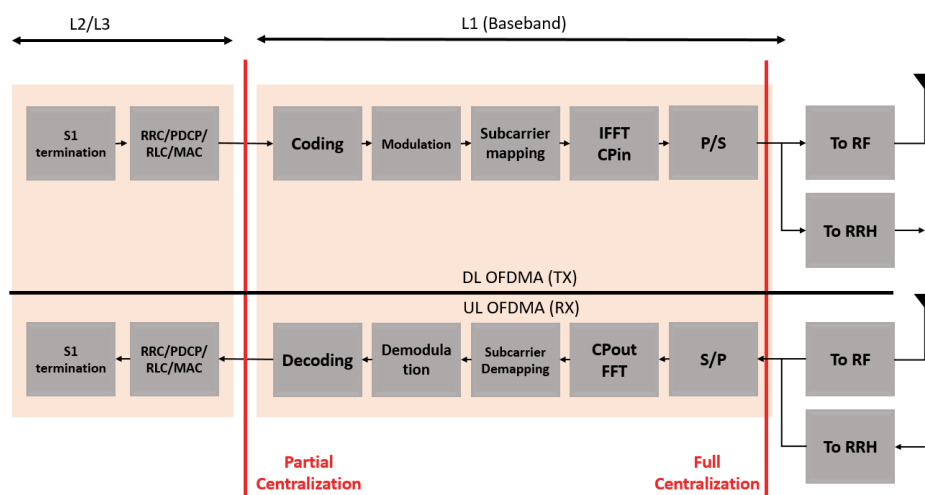 L2/L3
L1 (Baseband)
S1
termination
RRC/PDCP/
RLC/MAC
Coding
Modulation
Subcarrier
mapping
IFFT
CPin
P/S
To RF
To RRH
DL OFDMA (TX)
UL OFDMA (RX)
S1
termination
RRC/PDCP/
RLC/MAC
Decoding
Demodula
tion
Subcarrier
Demapping
CPout
FFT
S/P
To RF
To RRH
Partial
Centralization
Full
Centralization